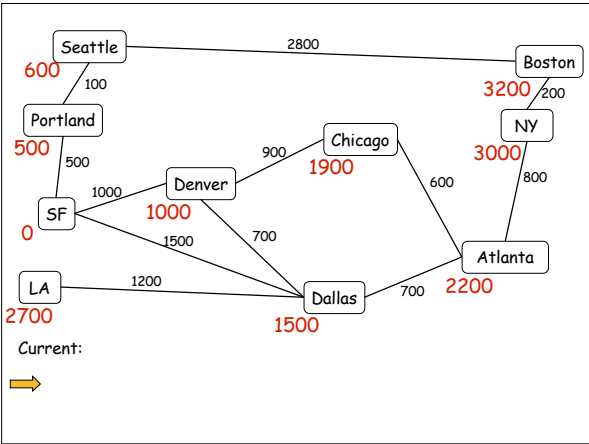 Seattle
2800
Boston
600
3200
200
100
Portland
NY
500
3000
Chicago
900
1900
500
800
Denver
1000
600
1000
SF
0
700
1500
Atlanta
LA
1200
2200
Dallas
700
2700
1500
Current: